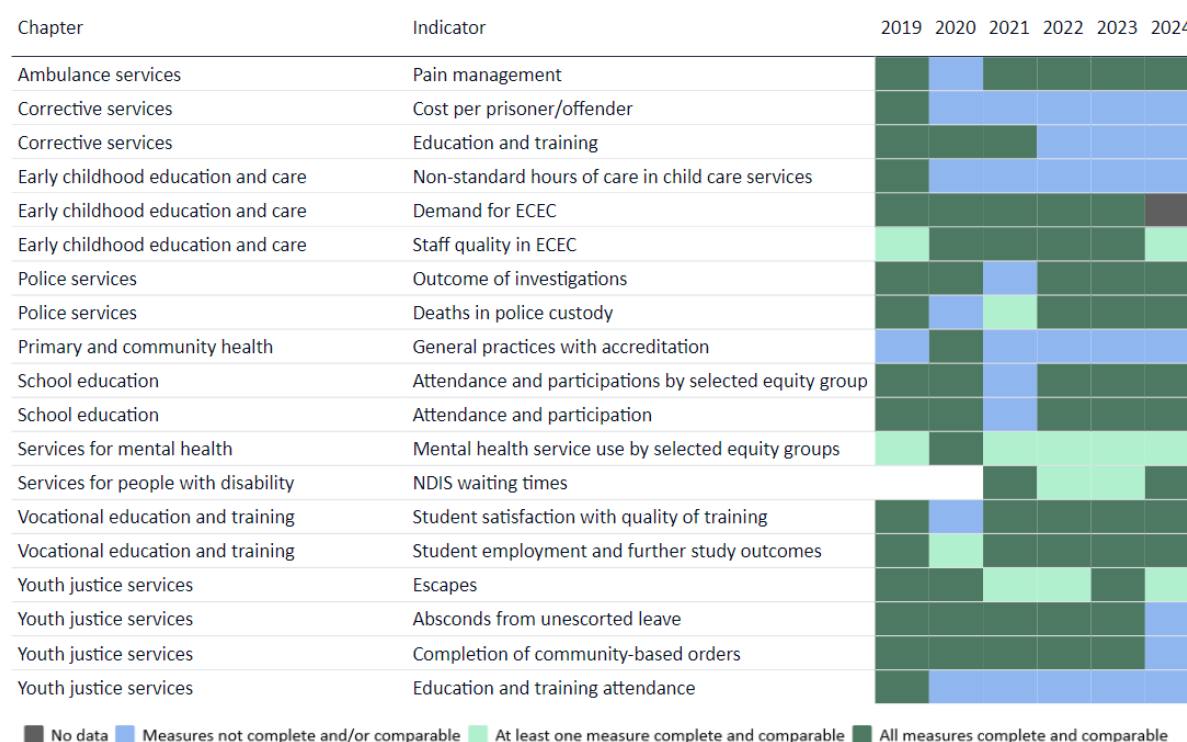 Chapter Indicator 2019 2020 2021 2022 2023 2024
Ambulance services Pain management
Corrective services Cost per prisoner/offender
Corrective services Education and training
Early childhood education and care Non-standard hours of care in child care services
Early childhood education and care Demand for ECEC
Early childhood education and care Staff quality in ECEC
Police services Outcome of investigations
Police services Deaths in police custody
Primary and community health General practices with accreditation
School education Attendance and participations by selected equity group
School education Attendance and participation
Services for mental health Mental health service use by selected equity groups
Services for people with disability NDIS waiting times
Vocational education and training Student satisfaction with quality of training
Vocational education and training Student employment and further study outcomes
Youth justice services Escapes
Youth justice services Absconds from unescorted leave
Youth justice services Completion of community-based orders
Youth justice services Education and training attendance
No data Measures not complete and/or comparable At least one measure complete and comparable All measures complete and comparable